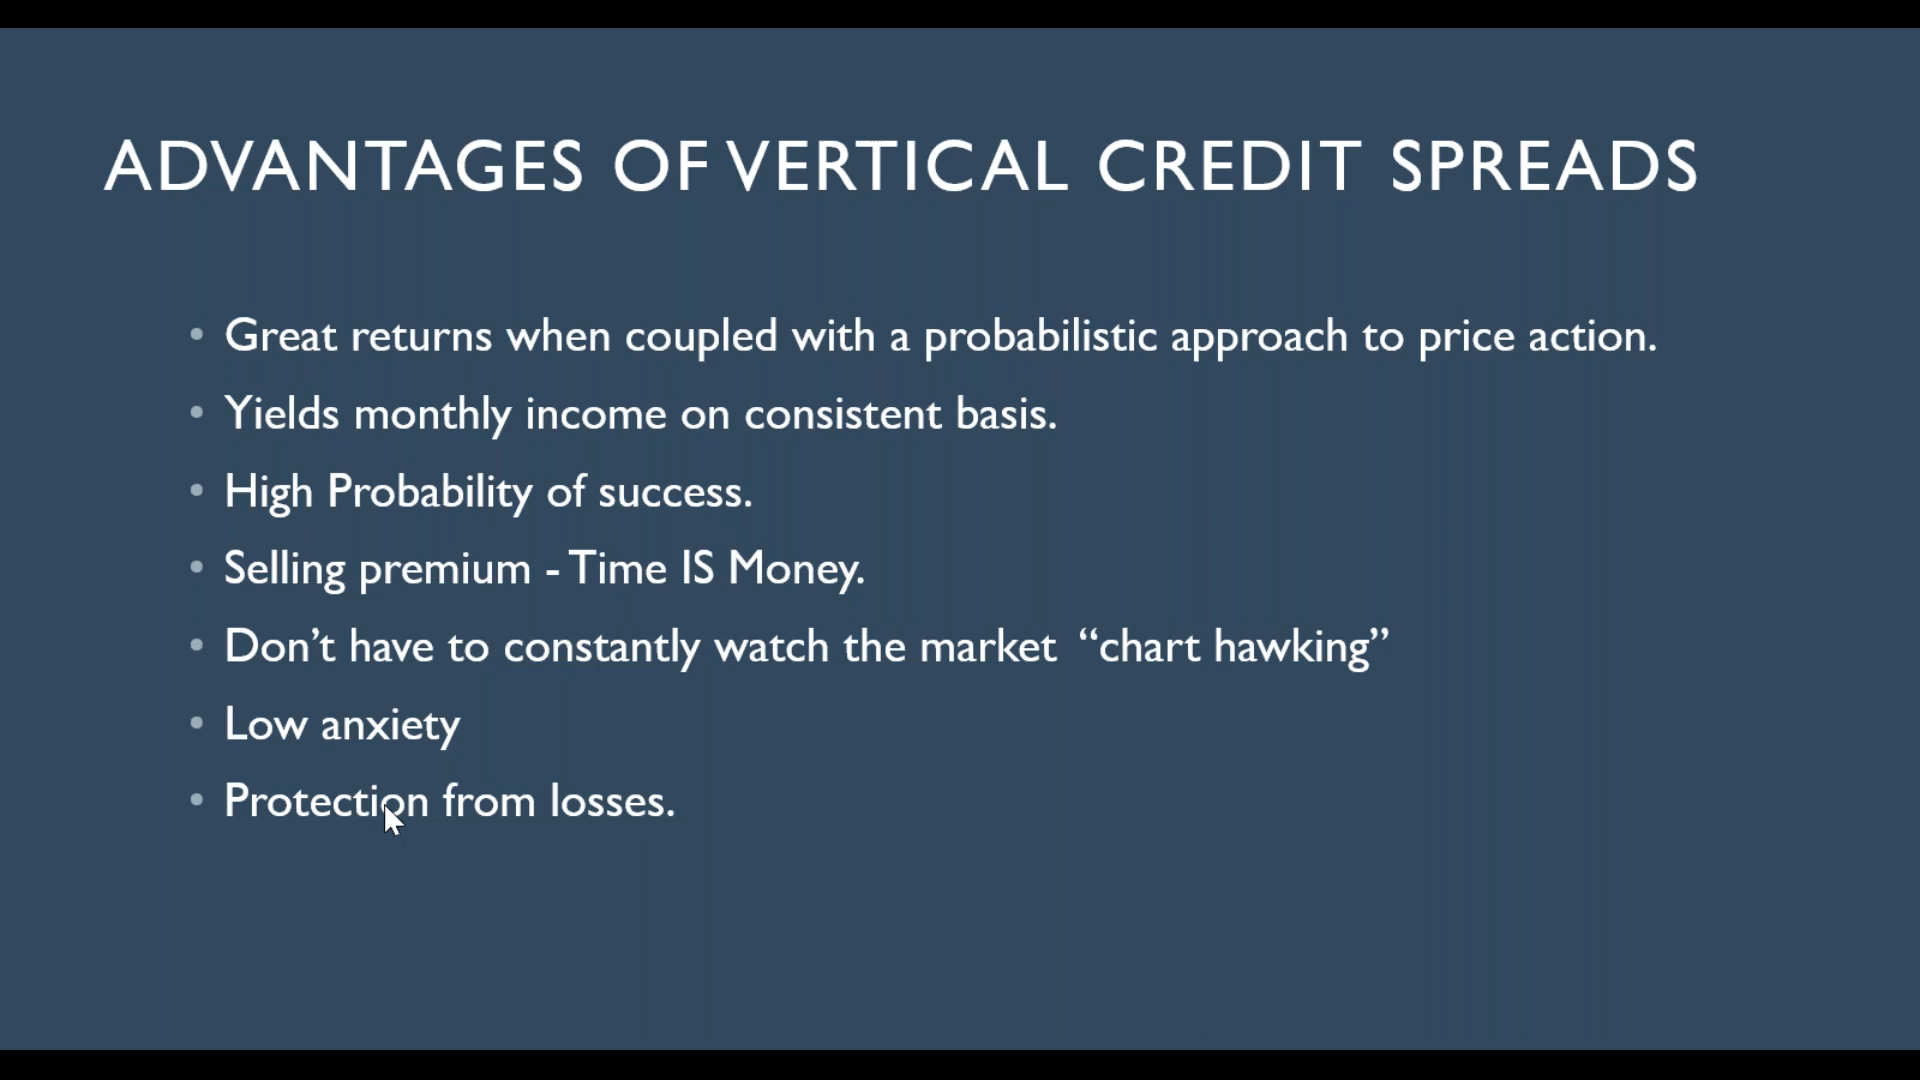 ADVANTAGES OF VERTICAL CREDIT SPREADS
• Great returns when coupled with a probabilistic approach to price action.
• Yields monthly income on consistent basis.
• High Probability of success.
• Selling premium - Time IS Money.
• Don’t have to constantly watch the market “chart hawking”
• Low anxiety
• Protection from losses.